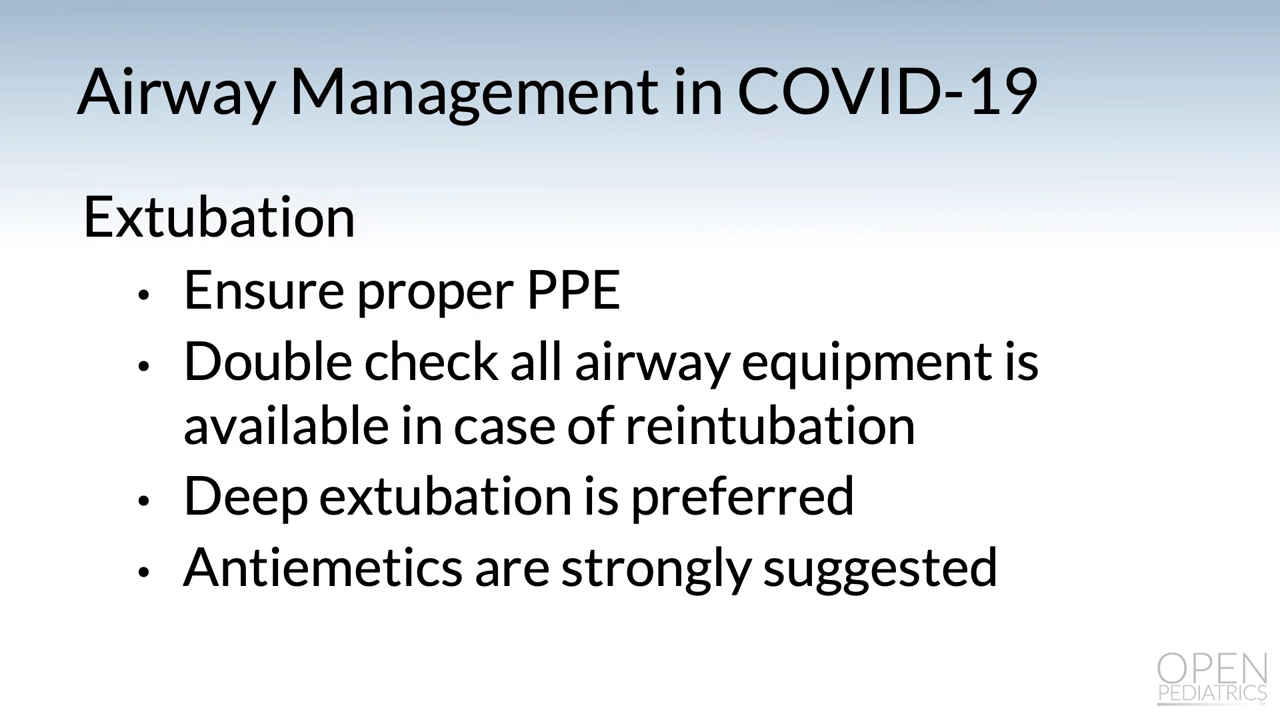 Airway Management in COVID-19
Extubation
• Ensure proper PPE
• Double check all airway equipment is
available in case of reintubation
• Deep extubation is preferred
• Antiemetics are strongly suggested
OPEN
PEDIATRICS